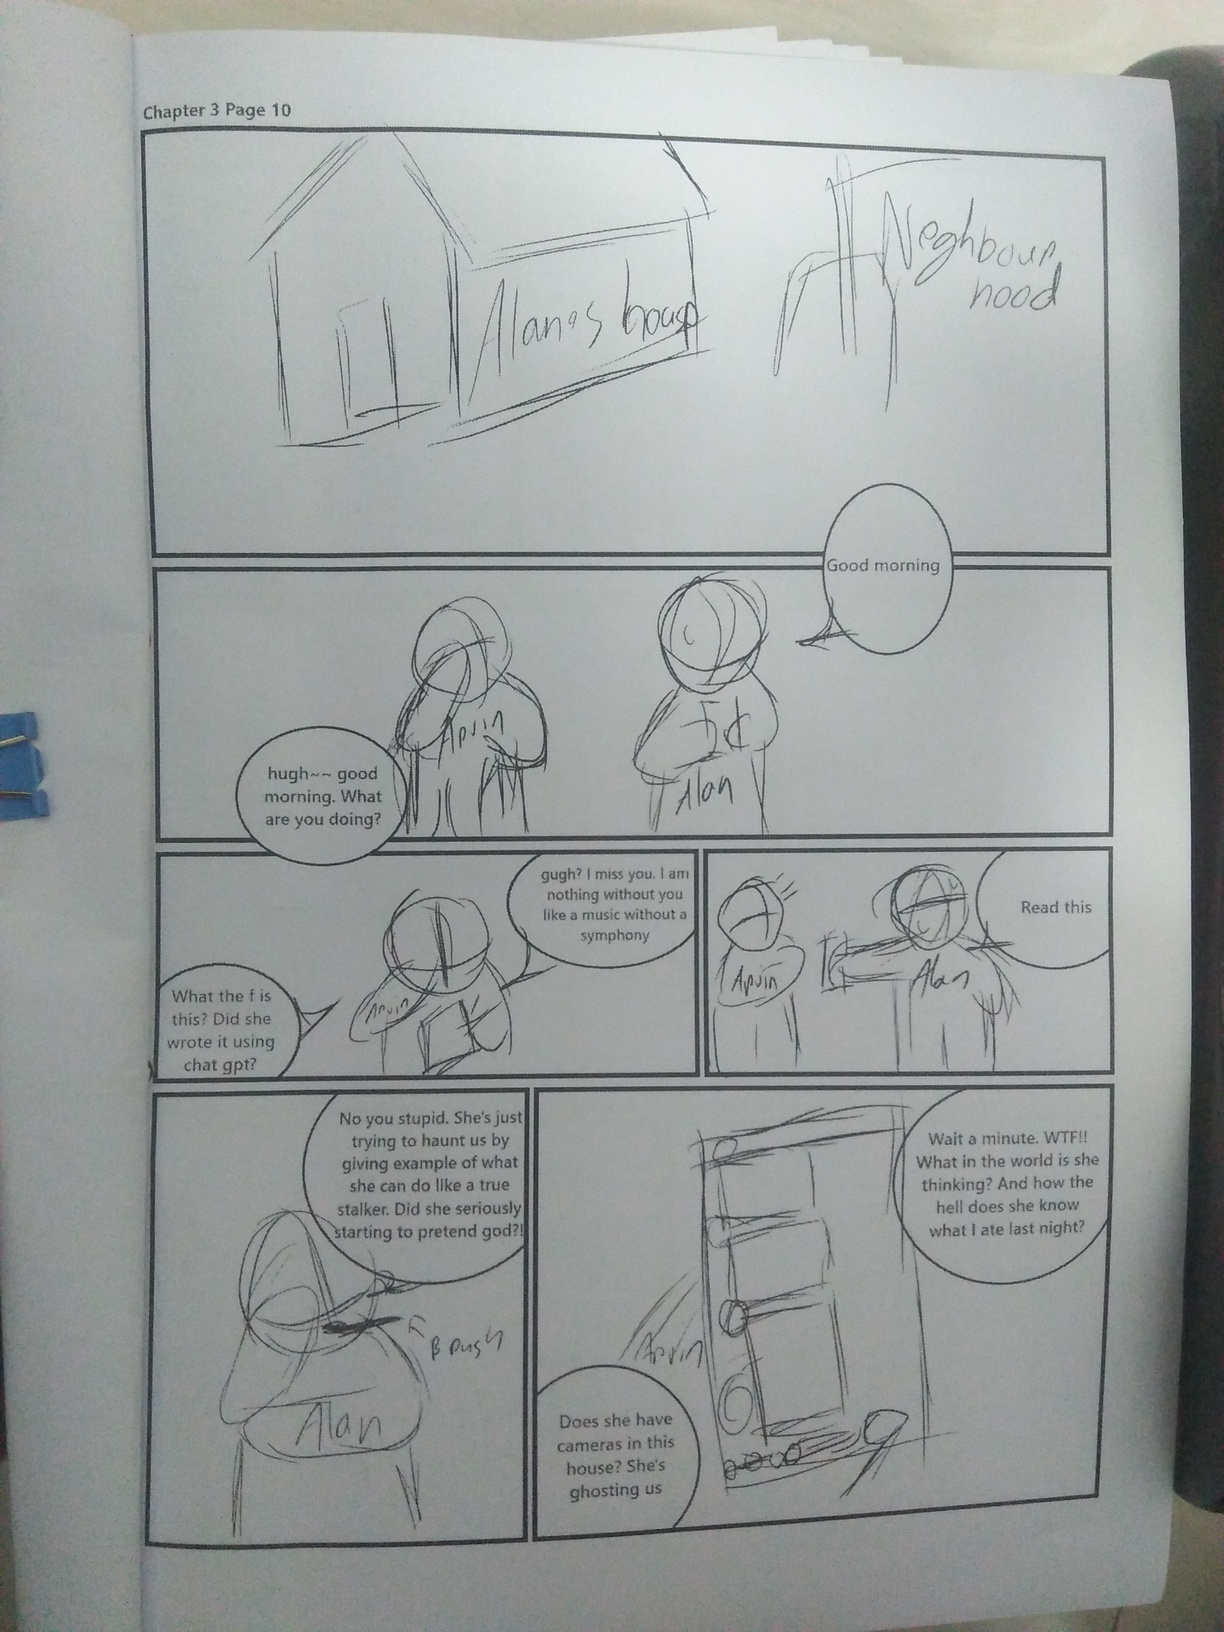 Chapter 3 Page 10
Alan's house
Neghbour
hood
Good morning
Arvin
Alan
hugh~~ good
morning. What
are you doing?
Read this
Arvin
Alan
gugh? I miss you. I am
nothing without you
like a music without a
symphony
Arvin
What the f is
this? Did she
wrote it using
chat gpt?
No you stupid. She's just
trying to haunt us by
giving example of what
she can do like a true
stalker. Did she seriously
starting to pretend god?!
Brush
Alan
Wait a minute. WTF!!
What in the world is she
thinking? And how the
hell does she know
what I ate last night?
Arvin
Does she have
cameras in this
house? She's
ghosting us